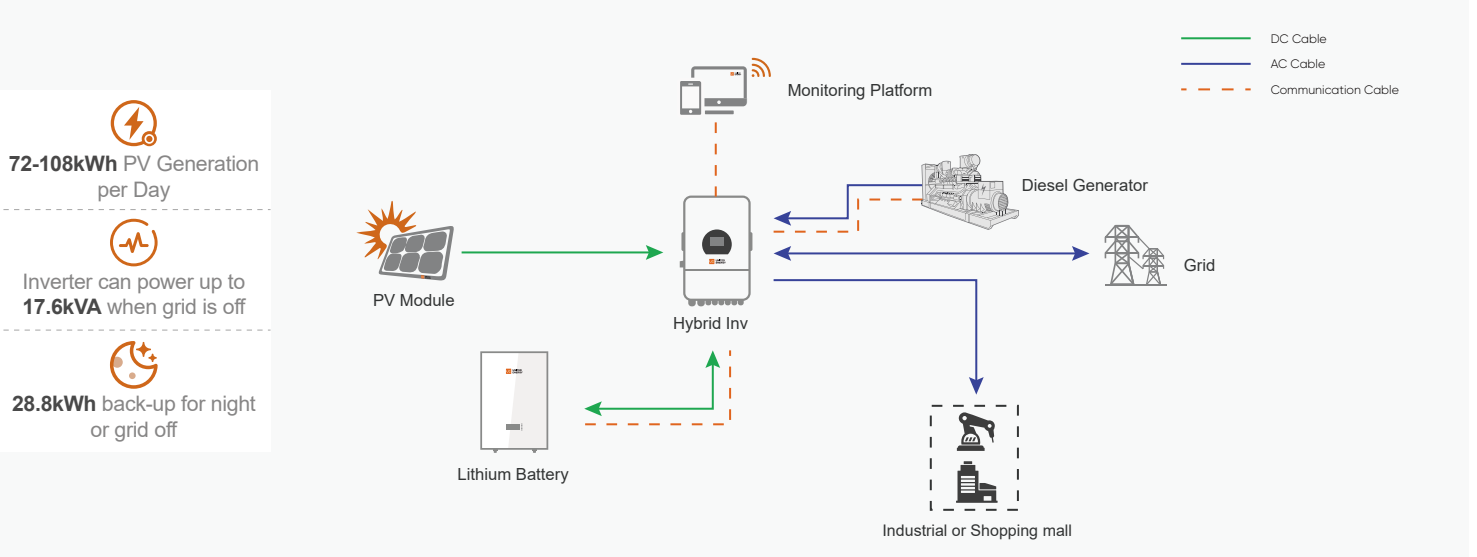 DC Cable
AC Cable
Communication Cable
Monitoring Platform
72-108kWh PV Generation
per Day
Inverter can power up to
17.6kVA when grid is off
28.8kWh back-up for night
or grid off
PV Module
Hybrid Inv
Diesel Generator
Grid
Lithium Battery
Industrial or Shopping mall